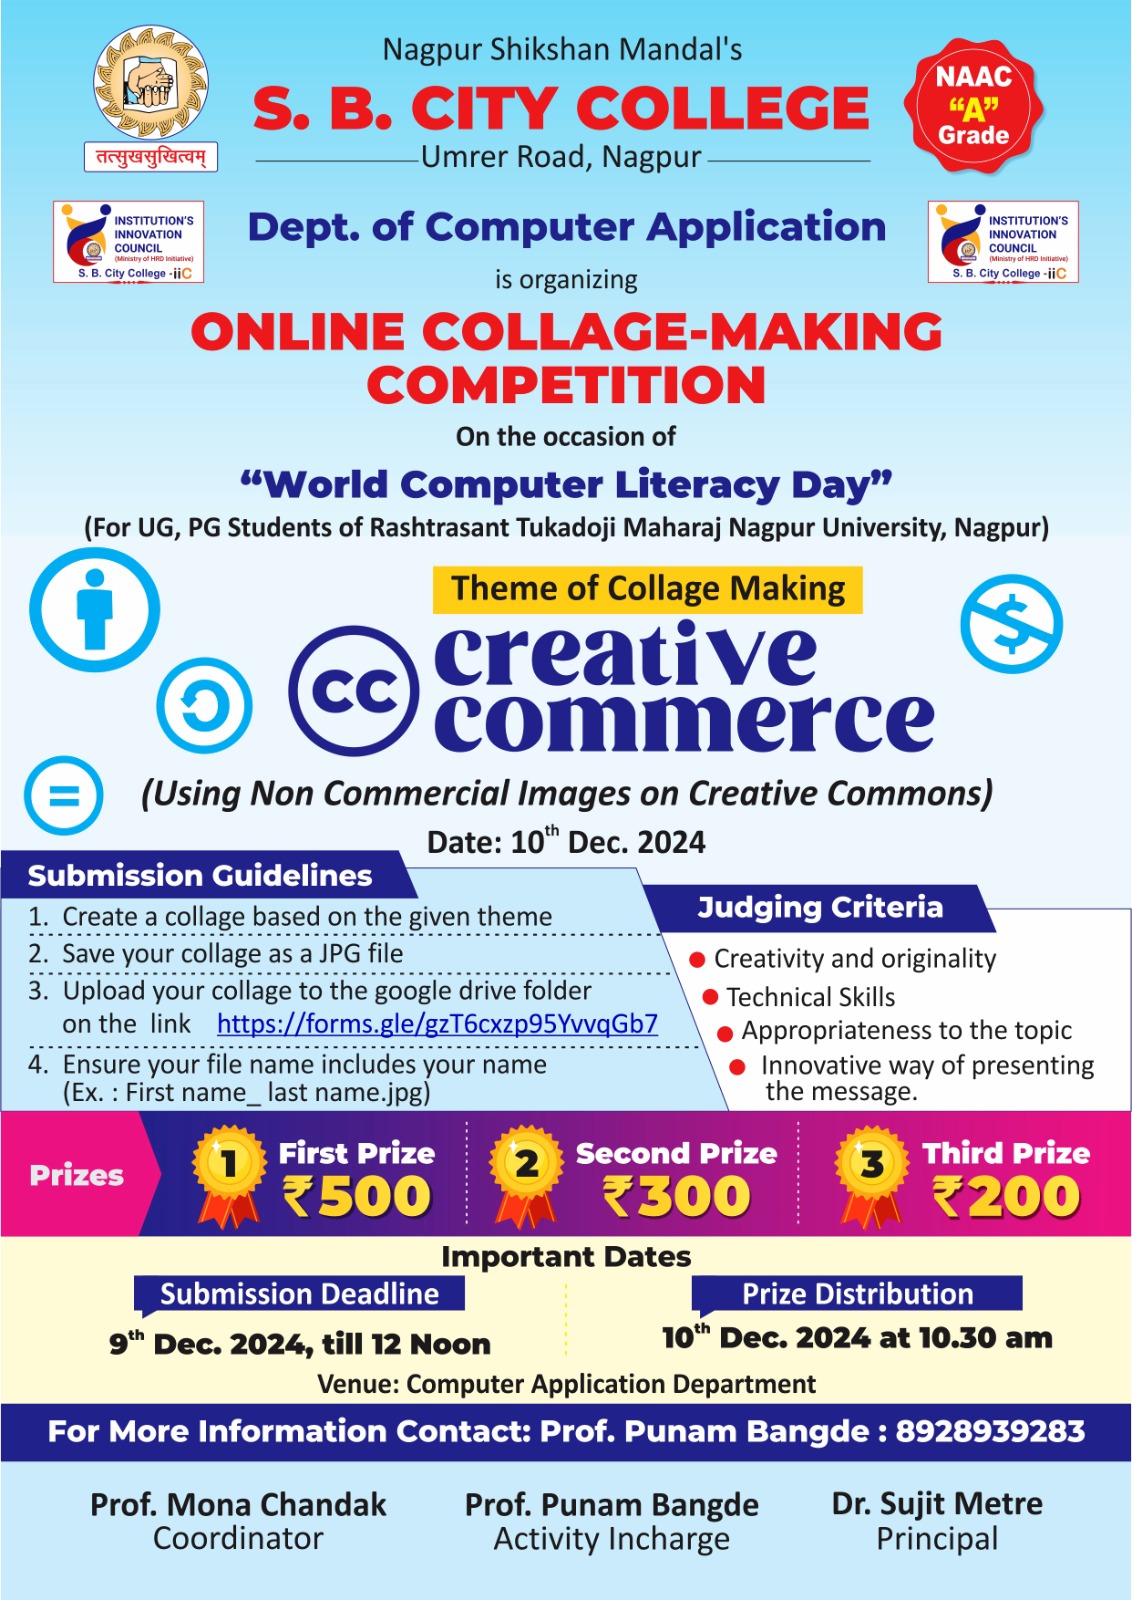 Nagpur Shikshan Mandal's
S. B. CITY COLLEGE
Umrer Road, Nagpur
तत्सुखसुखित्वम्
NAAC
“A”
Grade
INSTITUTION'S
INNOVATION
COUNCIL
(Ministry of HRD Initiative)
S. B. City College -iiC
Dept. of Computer Application
INSTITUTION'S
INNOVATION
COUNCIL
(Ministry of HRD Initiative)
S. B. City College -iiC
is organizing
ONLINE COLLAGE-MAKING
COMPETITION
On the occasion of
“World Computer Literacy Day”
(For UG, PG Students of Rashtrasant Tukadoji Maharaj Nagpur University, Nagpur)
Theme of Collage Making
cc
creative
commerce
(Using Non Commercial Images on Creative Commons)
Date: 10th Dec. 2024
Submission Guidelines
1. Create a collage based on the given theme
2. Save your collage as a JPG file
3. Upload your collage to the google drive folder
on the link https://forms.gle/gzT6cxzp95YvvqGb7
4. Ensure your file name includes your name
(Ex. : First name_ last name.jpg)
Judging Criteria
Creativity and originality
Technical Skills
Appropriateness to the topic
Innovative way of presenting
the message.
Prizes
1
First Prize
₹500
2
Second Prize
₹300
3
Third Prize
₹200
Important Dates
Submission Deadline
9th Dec. 2024, till 12 Noon
Prize Distribution
10th Dec. 2024 at 10.30 am
Venue: Computer Application Department
For More Information Contact: Prof. Punam Bangde : 8928939283
Prof. Mona Chandak
Coordinator
Prof. Punam Bangde
Activity Incharge
Dr. Sujit Metre
Principal